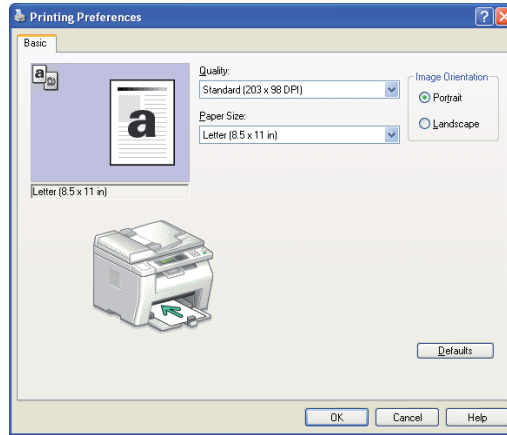 Printing Preferences
Basic
a
a
a
Letter (8.5 x 11 in)
Quality:
Standard (203 x 98 DPI)
Paper Size:
Letter (8.5 x 11 in)
Image Orientation
Portrait
Landscape
Defaults
OK
Cancel
Help